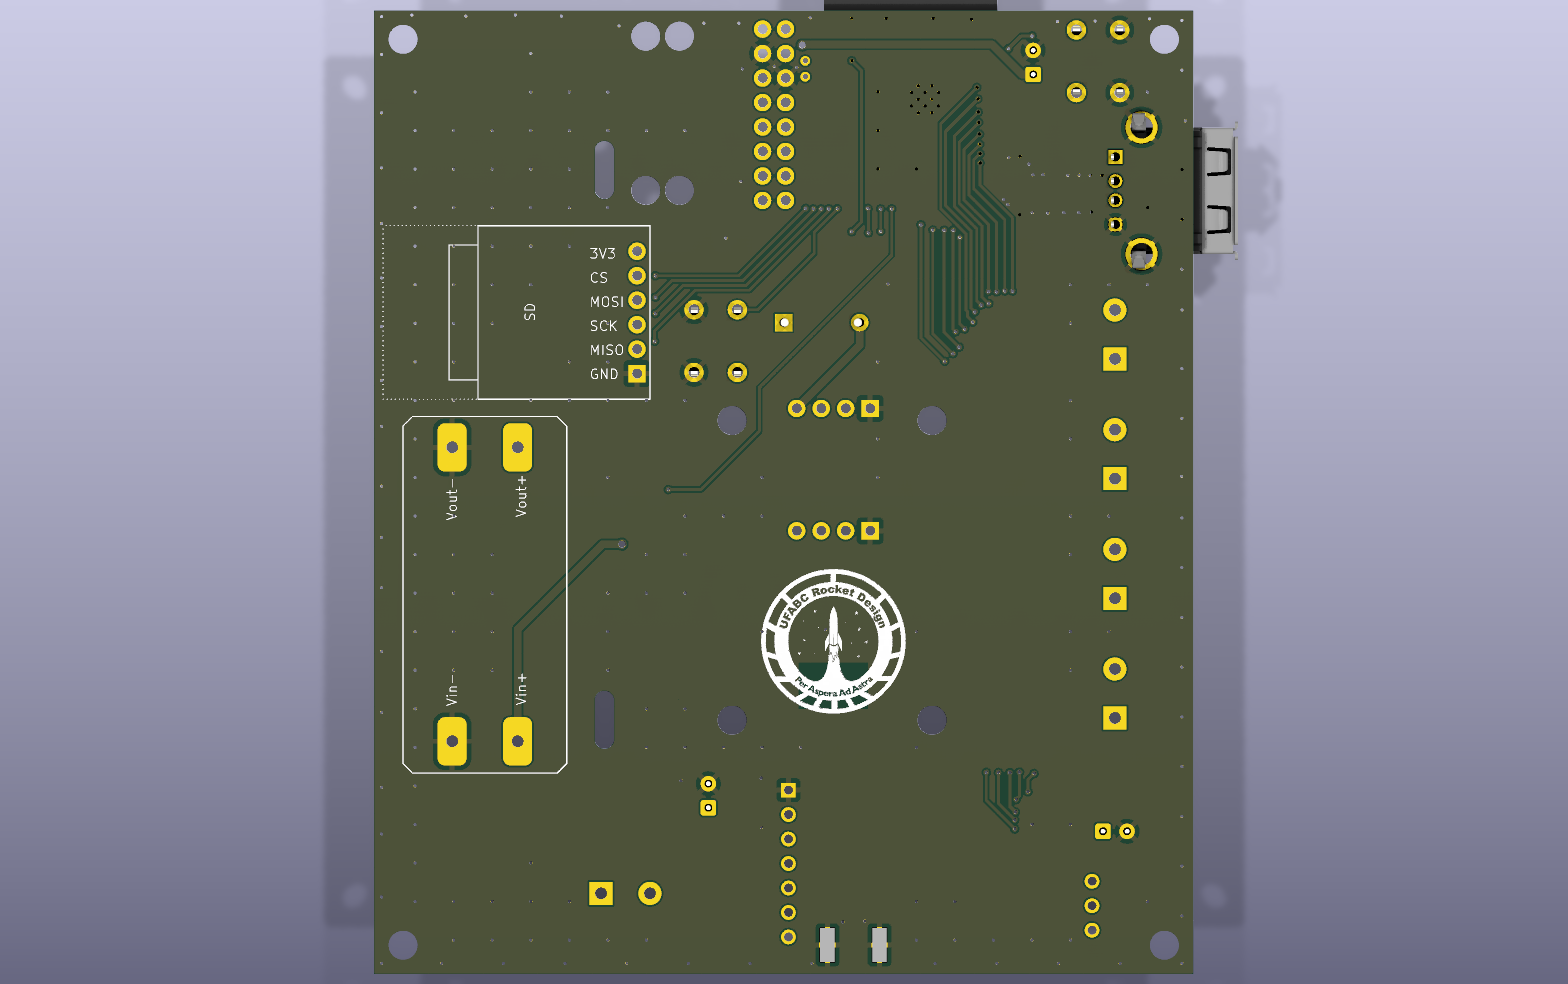 3V3
CS
MOSI
SCK
MISO
GND
SD
Vout-
Vout+
Vin-
Vin+
UFABC Rocket Design
Per Aspera Ad Astra